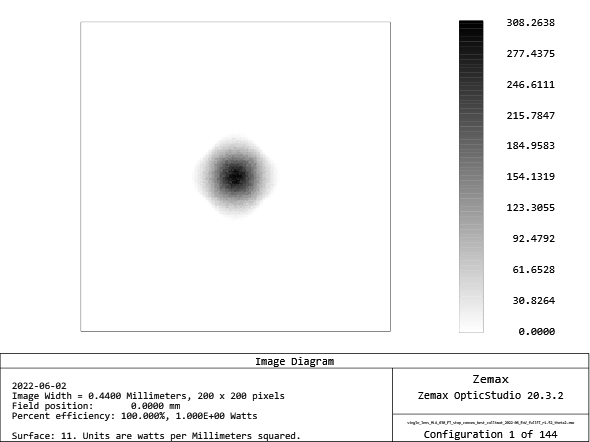 308.2638
277.4375
246.6111
215.7847
184.9583
154.1319
123.3055
92.4792
61.6528
30.8264
0.0000
Image Diagram
2022-06-02
Image Width = 0.4400 Millimeters, 200 x 200 pixels
Field position: 0.0000 mm
Percent efficiency: 100.000%, 1.000E+00 Watts
Surface: 11. Units are watts per Millimeters squared.
Zemax
Zemax OpticStudio 20.3.2
Configuration 1 of 144